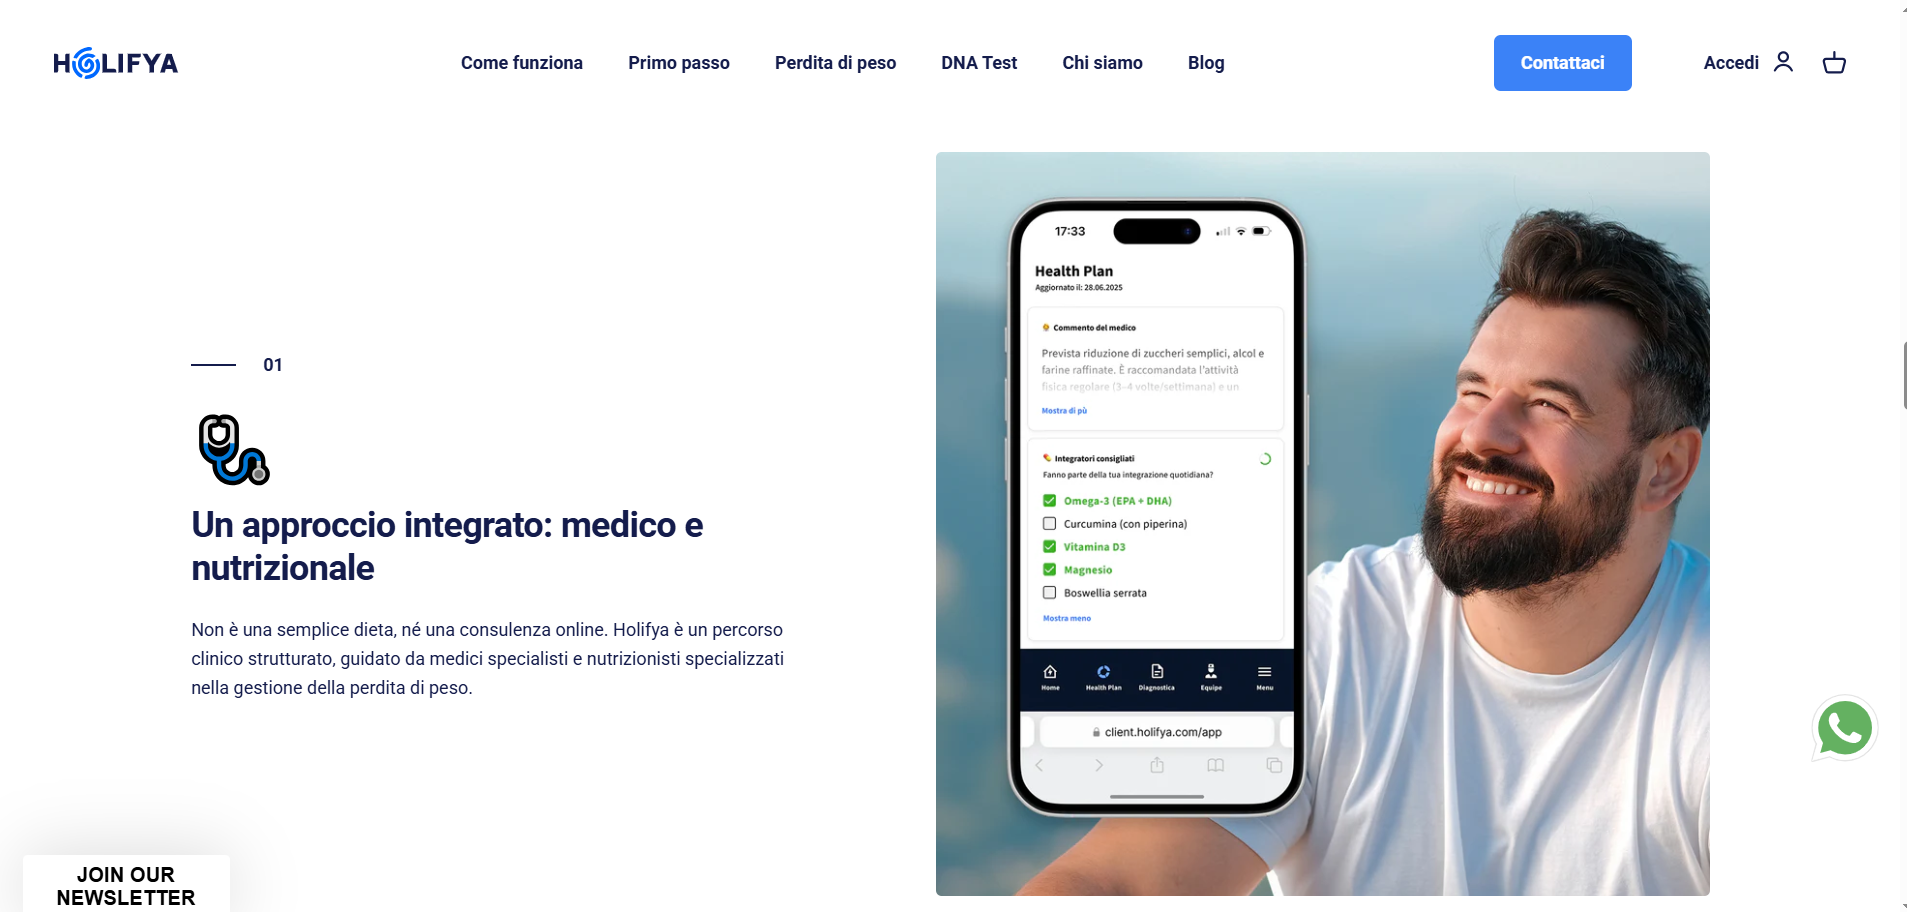 HOLIFYA
Come funziona
Primo passo
Perdita di peso
DNA Test
Chi siamo
Blog
Contattaci
Accedi
01
Un approccio integrato: medico e
nutrizionale
Non è una semplice dieta, né una consulenza online. Holifya è un percorso
clinico strutturato, guidato da medici specialisti e nutrizionisti specializzati
nella gestione della perdita di peso.
17:33
Health Plan
Aggiornato il: 28.06.2025
Commento del medico
Prevista riduzione di zuccheri semplici, alcol e
farine raffinate. È raccomandata l'attività
fisica regolare (3-4 volte/settimana) e un
Mostra di pù
Integratori consigliati
Fanno parte della tua integrazione quotidiana?
Omega-3 (EPA + DHA)
Curcumina (con piperina)
Vitamina D3
Magnesio
Boswellia serrata
Mostra meno
Home
Health Plan
Diagnostica
Equipe
Menu
client.holifya.com/app
JOIN OUR
NEWSLETTER